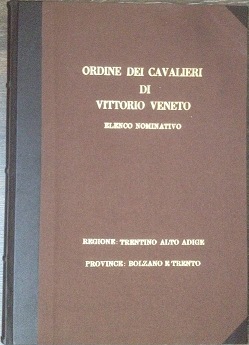 ORDINE DEI CAVALIERI
DI
VITTORIO VENETO
ELENCO NOMINATIVO
REGIONE: TRENTINO ALTO ADIGE
PROVINCE: BOLZANO E TRENTO